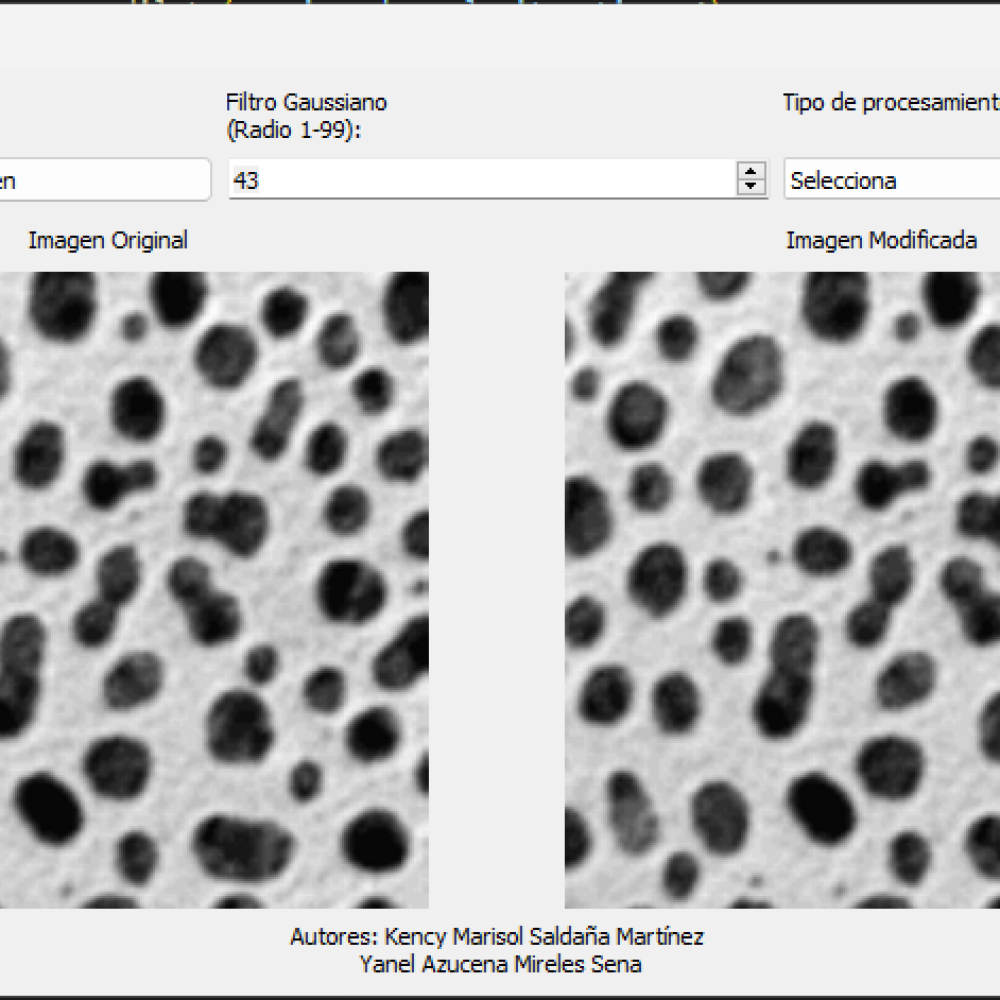 Filtro Gaussiano
(Radio 1-99):
Tipo de procesamient
en
43
Selecciona
Imagen Original
Imagen Modificada
Autores: Kency Marisol Saldaña Martínez
Yanel Azucena Mireles Sena